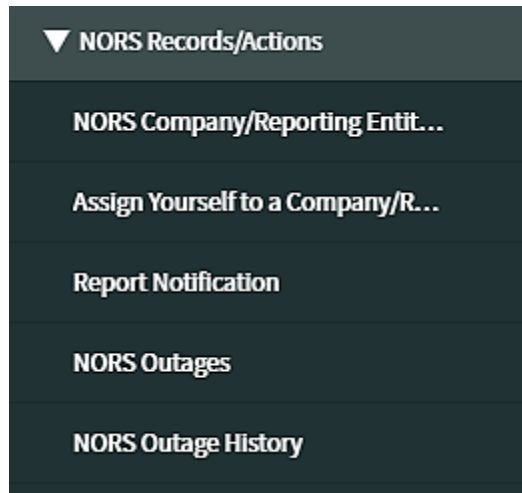 NORS Records/Actions
NORS Company/Reporting Entit...
Assign Yourself to a Company/R...
Report Notification
NORS Outages
NORS Outage History